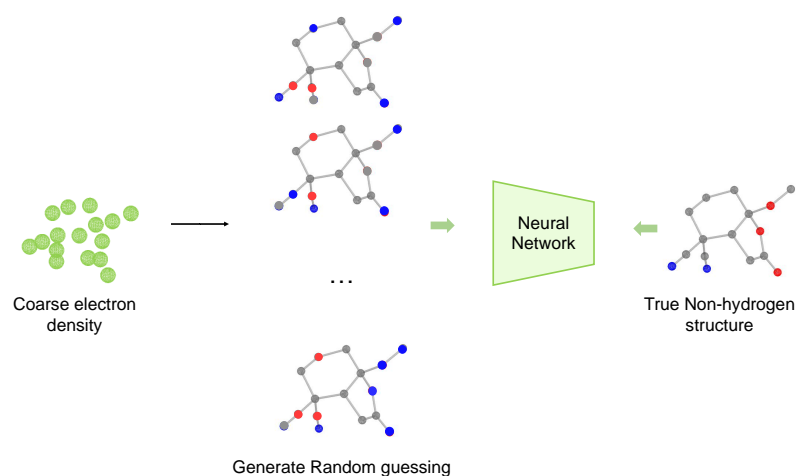 Neural
Network
...
Coarse electron
density
True Non-hydrogen
structure
Generate Random guessing